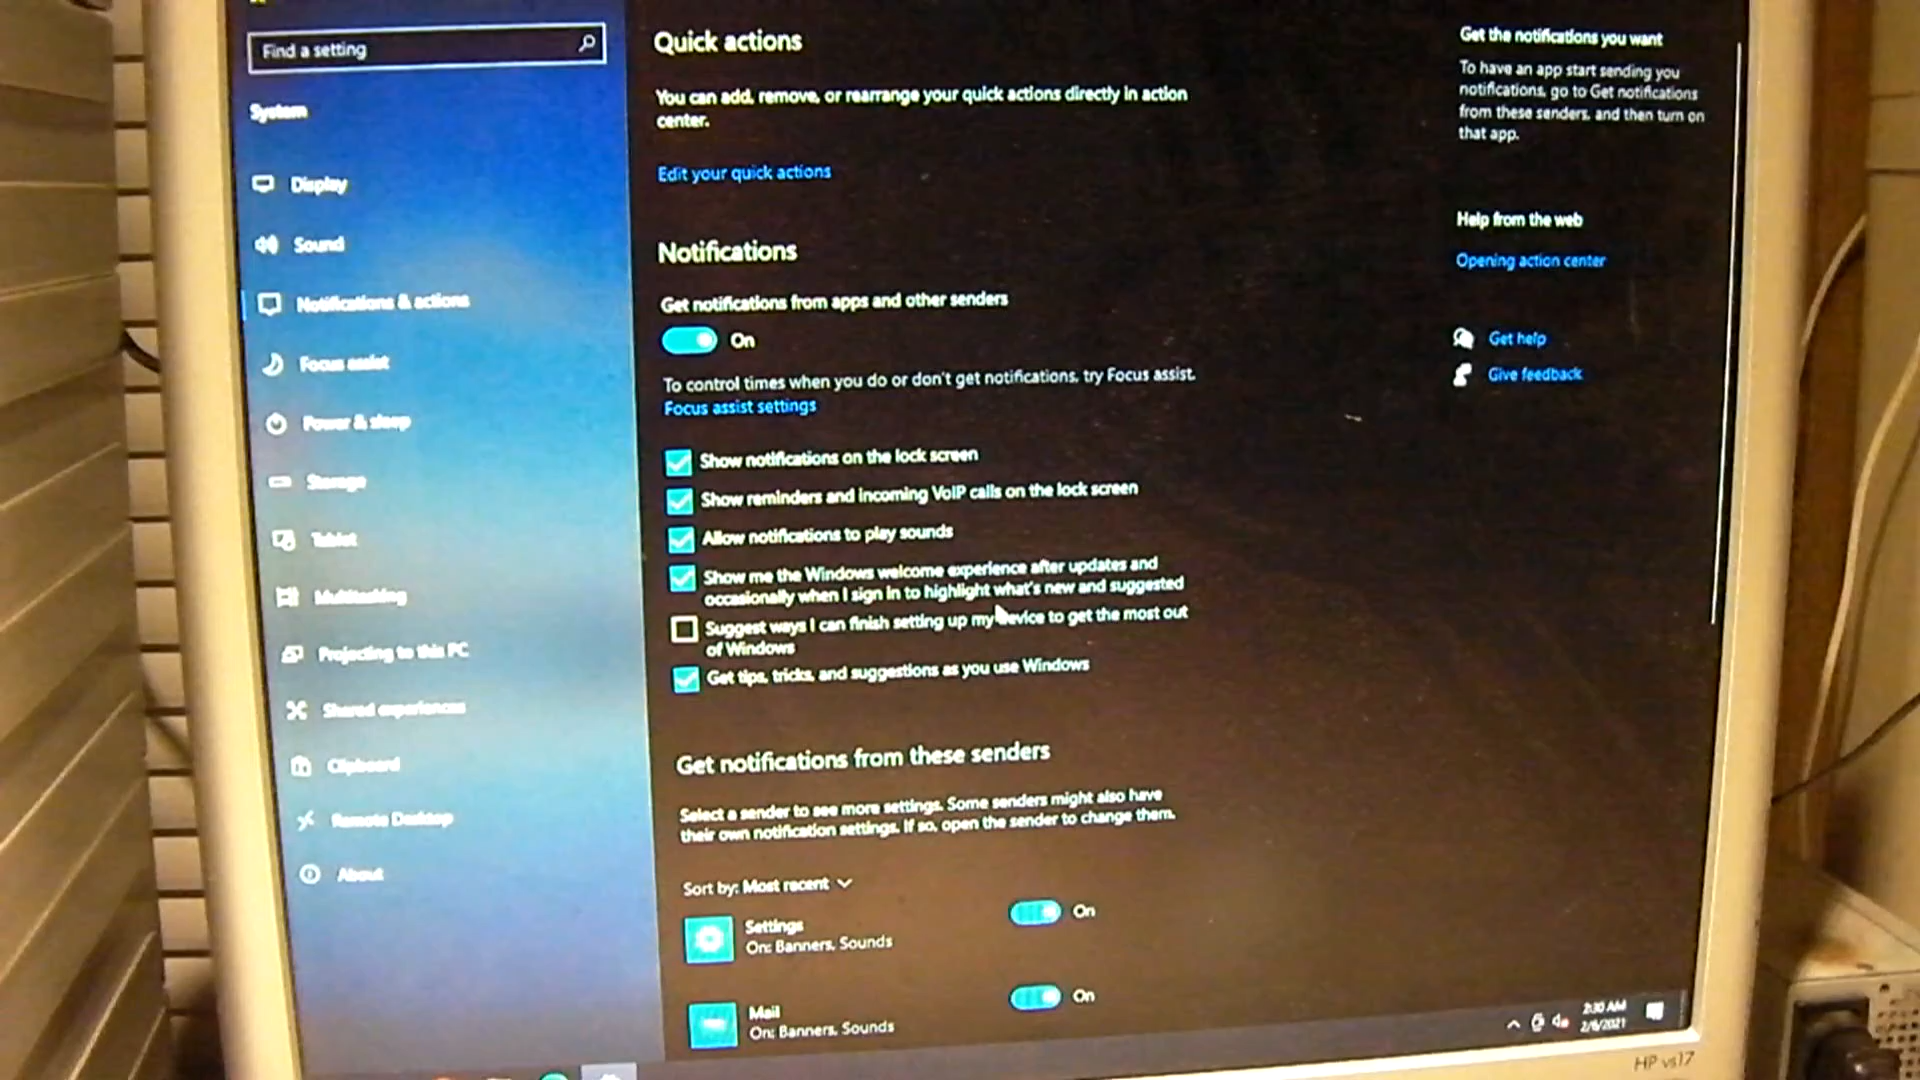 Find a setting
System
Display
Sound
Notifications & actions
Focus assist
Power & sleep
Storage
Tablet
Multitasking
Projecting to this PC
Shared experiences
Clipboard
Remote Desktop
About
Quick actions
You can add, remove, or rearrange your quick actions directly in action
center.
Edit your quick actions
Notifications
Get notifications from apps and other senders
On
To control times when you do or don't get notifications, try Focus assist.
Focus assist settings
Show notifications on the lock screen
Show reminders and incoming VoIP calls on the lock screen
Allow notifications to play sounds
Show me the Windows welcome experience after updates and
occasionally when I sign in to highlight what's new and suggested
Suggest ways I can finish setting up my device to get the most out
of Windows
Get tips, tricks, and suggestions as you use Windows
Get notifications from these senders
Select a sender to see more settings. Some senders might also have
their own notification settings. If so, open the sender to change them.
Sort by: Most recent
Settings
On: Banners, Sounds
On
Mail
On: Banners, Sounds
On
Get the notifications you want
To have an app start sending you
notifications, go to Get notifications
from these senders, and then turn on
that app.
Help from the web
Opening action center
Get help
Give feedback
2:30 AM
2/6/2021
HP vs17